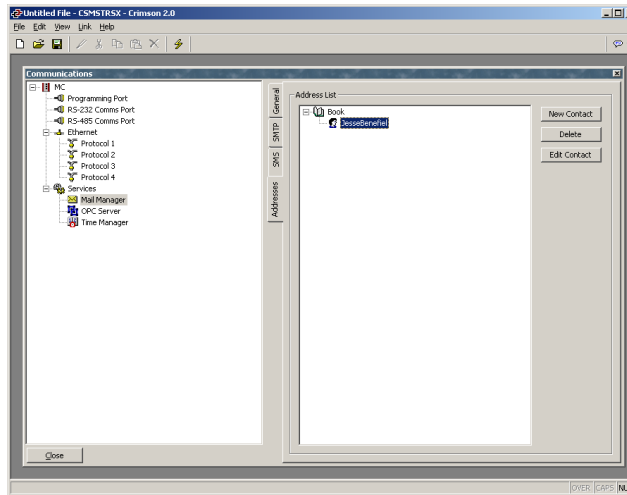 Untitled File - CSMSTRSX - Crimson 2.0
File Edit View Link Help
Communications
MC
Programming Port
RS-232 Comms Port
RS-485 Comms Port
Ethernet
Protocol 1
Protocol 2
Protocol 3
Protocol 4
Services
Mail Manager
OPC Server
Time Manager
General
SMTP
SMS
Addresses
Address List
Book
JesseBenefiel
New Contact
Delete
Edit Contact
Close
OVER CAPS NU